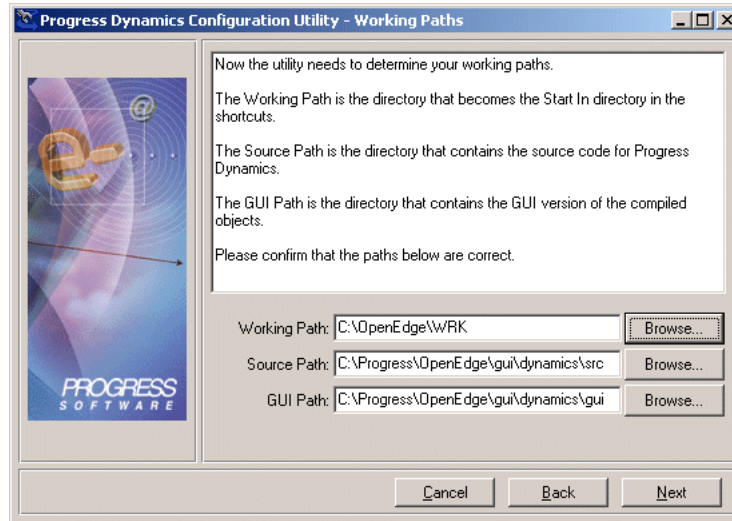 Progress Dynamics Configuration Utility - Working Paths
Now the utility needs to determine your working paths.
The Working Path is the directory that becomes the Start In directory in the
shortcuts.
The Source Path is the directory that contains the source code for Progress
Dynamics.
The GUI Path is the directory that contains the GUI version of the compiled
objects.
Please confirm that the paths below are correct.
@
e-
Working Path: C:\OpenEdge\WRK Browse...
Source Path: C:\Progress\OpenEdge\gui\dynamics\src Browse...
GUI Path: C:\Progress\OpenEdge\gui\dynamics\gui Browse...
PROGRESS
SOFTWARE
Cancel Back Next